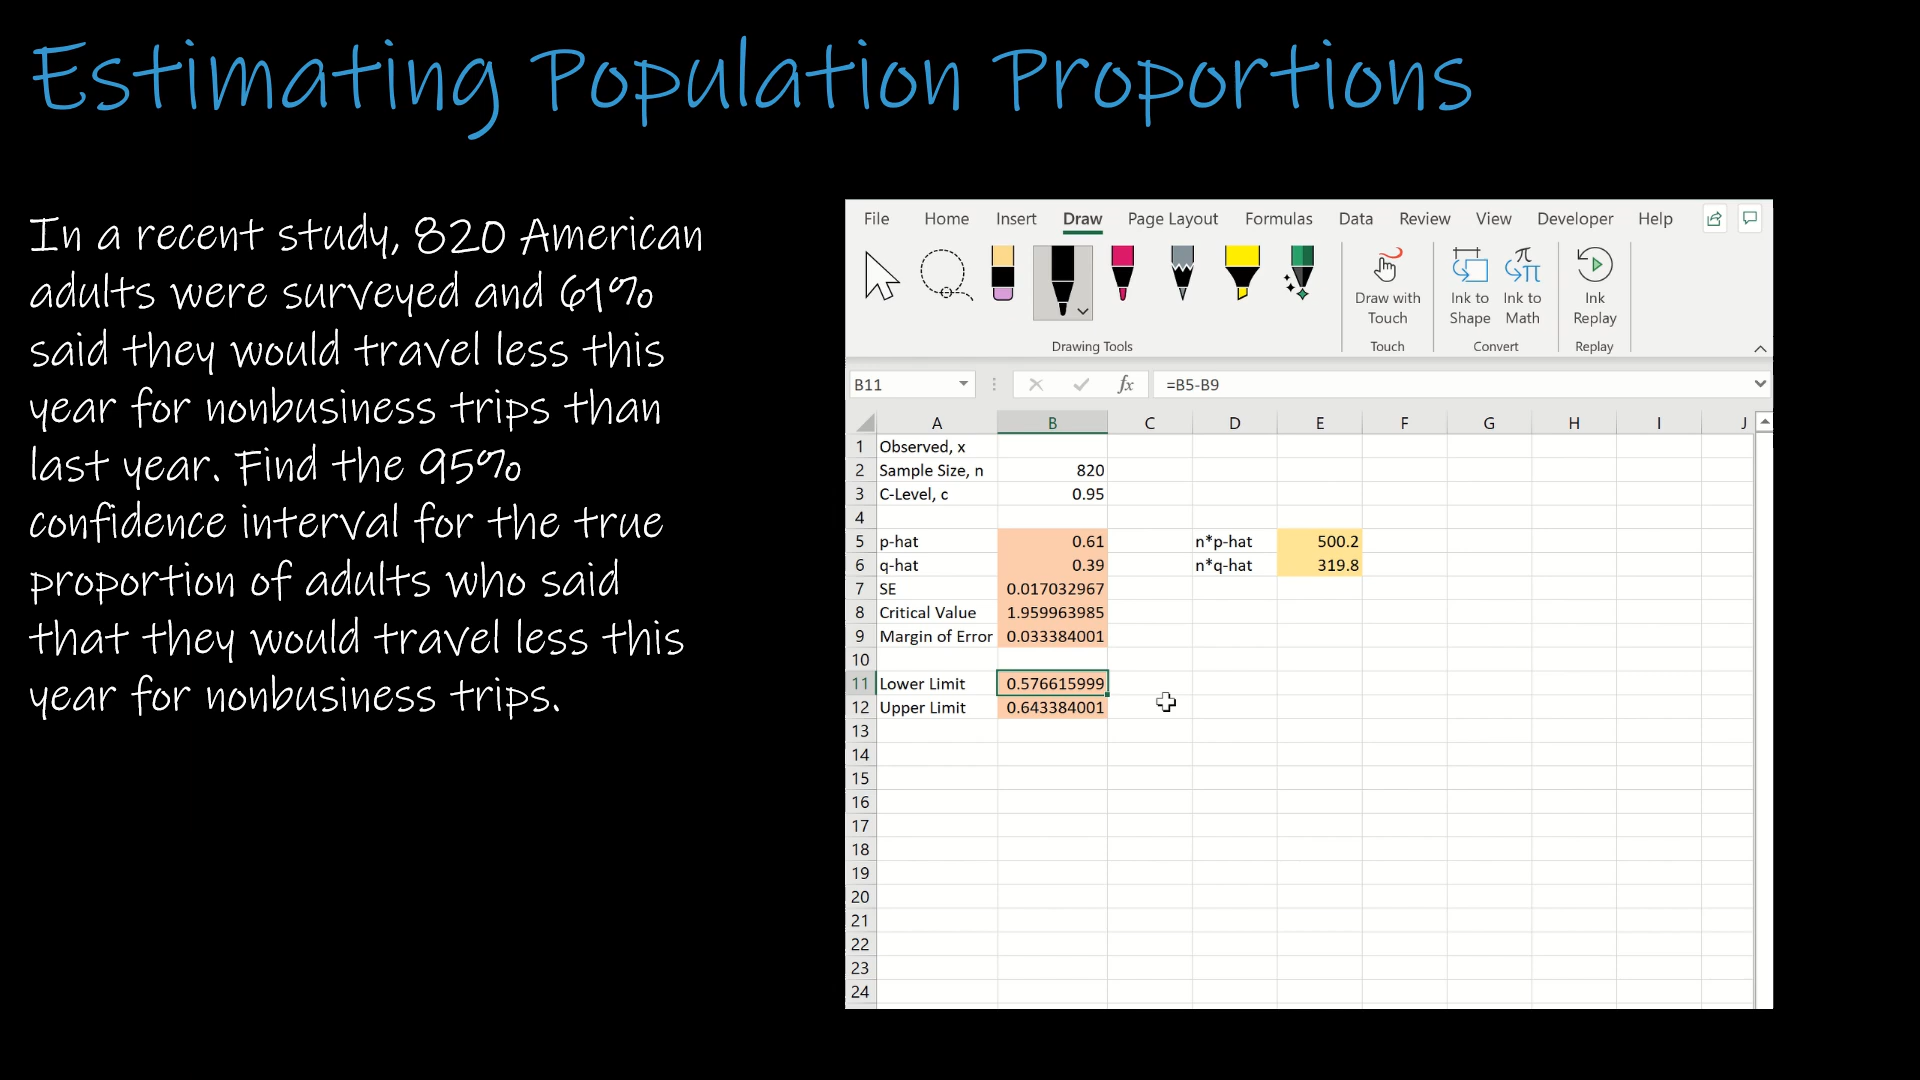 Estimating Population Proportions
In a recent study, 820 American
adults were surveyed and 61%
said they would travel less this
year for nonbusiness trips than
last year. Find the 95%
confidence interval for the true
proportion of adults who said
that they would travel less this
year for nonbusiness trips.
File Home Insert Draw Page Layout Formulas Data Review View Developer Help
Draw with Touch
Ink to Shape
Ink to Math
Ink Replay
Drawing Tools Touch Convert Replay
B11 fx =B5-B9
A B C D E F G H I J
1 Observed, x
2 Sample Size, n 820
3 C-Level, c 0.95
4
5 p-hat 0.61 n*p-hat 500.2
6 q-hat 0.39 n*q-hat 319.8
7 SE 0.017032967
8 Critical Value 1.959963985
9 Margin of Error 0.033384001
10
11 Lower Limit 0.576615999
12 Upper Limit 0.643384001
13
14
15
16
17
18
19
20
21
22
23
24